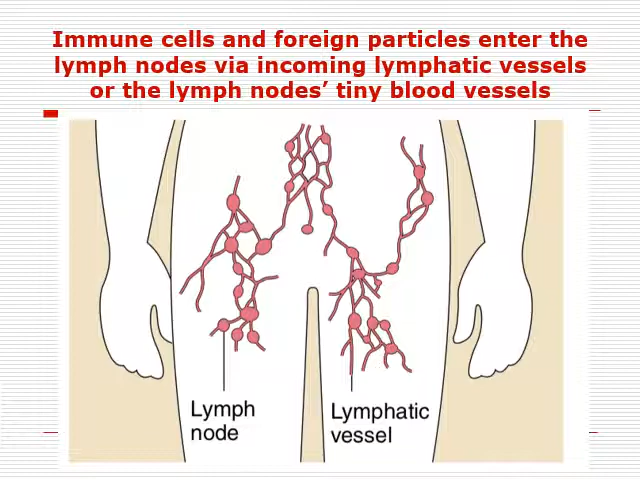 Immune cells and foreign particles enter the
lymph nodes via incoming lymphatic vessels
or the lymph nodes’ tiny blood vessels
Lymph
node
Lymphatic
vessel